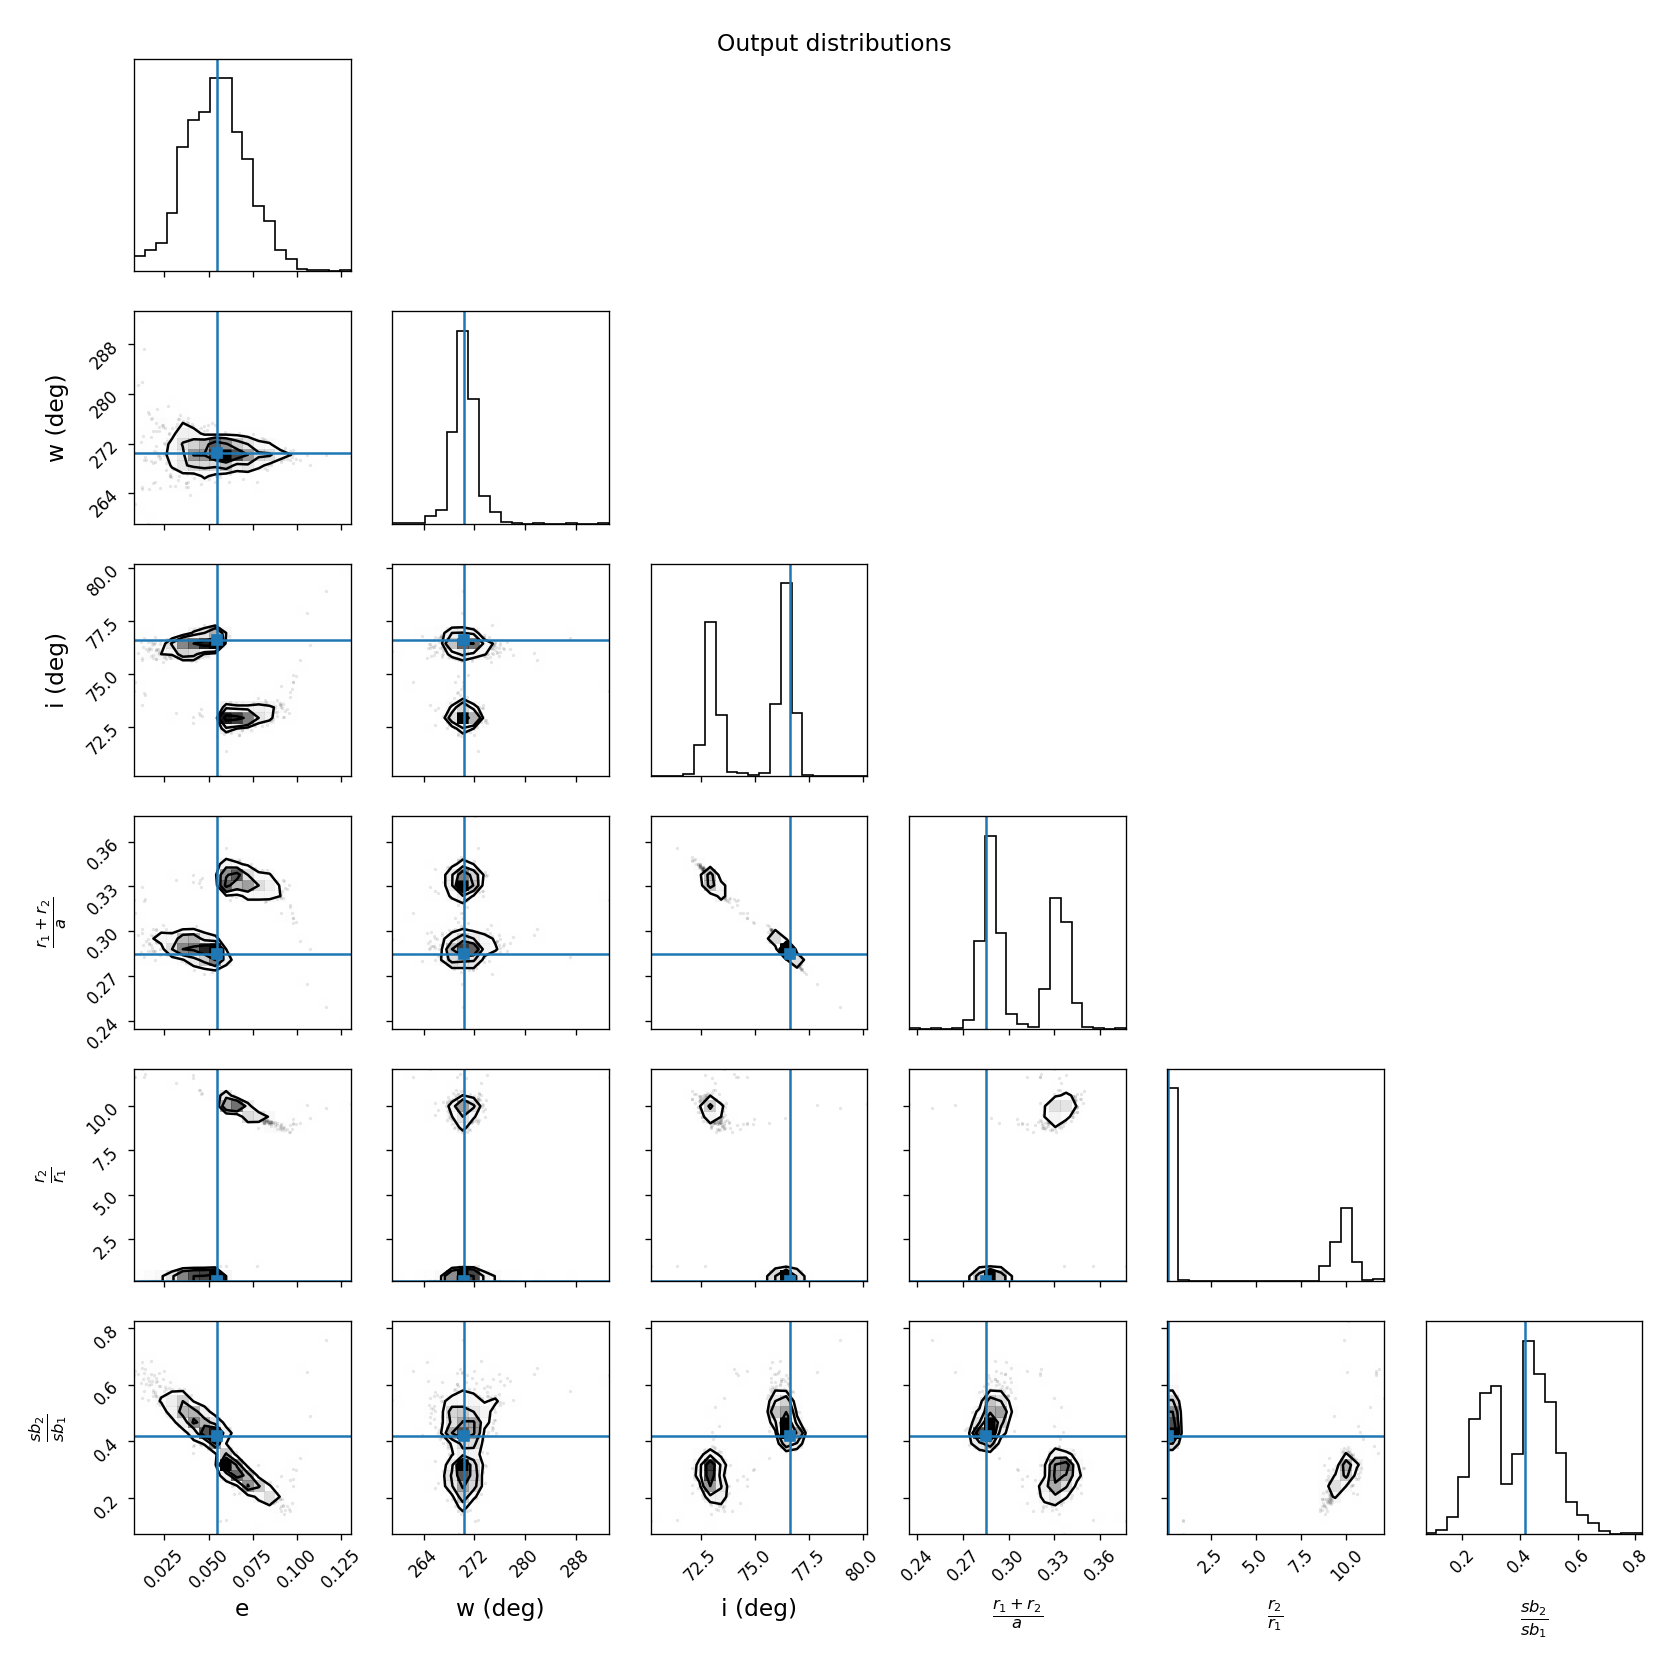 Output distributions
w (deg)
288
280
272
264
i (deg)
80.0
77.5
75.0
72.5
r₁ + r₂
a
0.36
0.33
0.30
0.27
0.24
r₂
r₁
10.0
7.5
5.0
2.5
sb₂
sb₁
0.8
0.6
0.4
0.2
0.025 0.050 0.075 0.100 0.125
264 272 280 288
72.5 75.0 77.5 80.0
0.24 0.27 0.30 0.33 0.36
2.5 5.0 7.5 10.0
0.2 0.4 0.6 0.8
e
w (deg)
i (deg)
r₁ + r₂
a
r₂
r₁
sb₂
sb₁